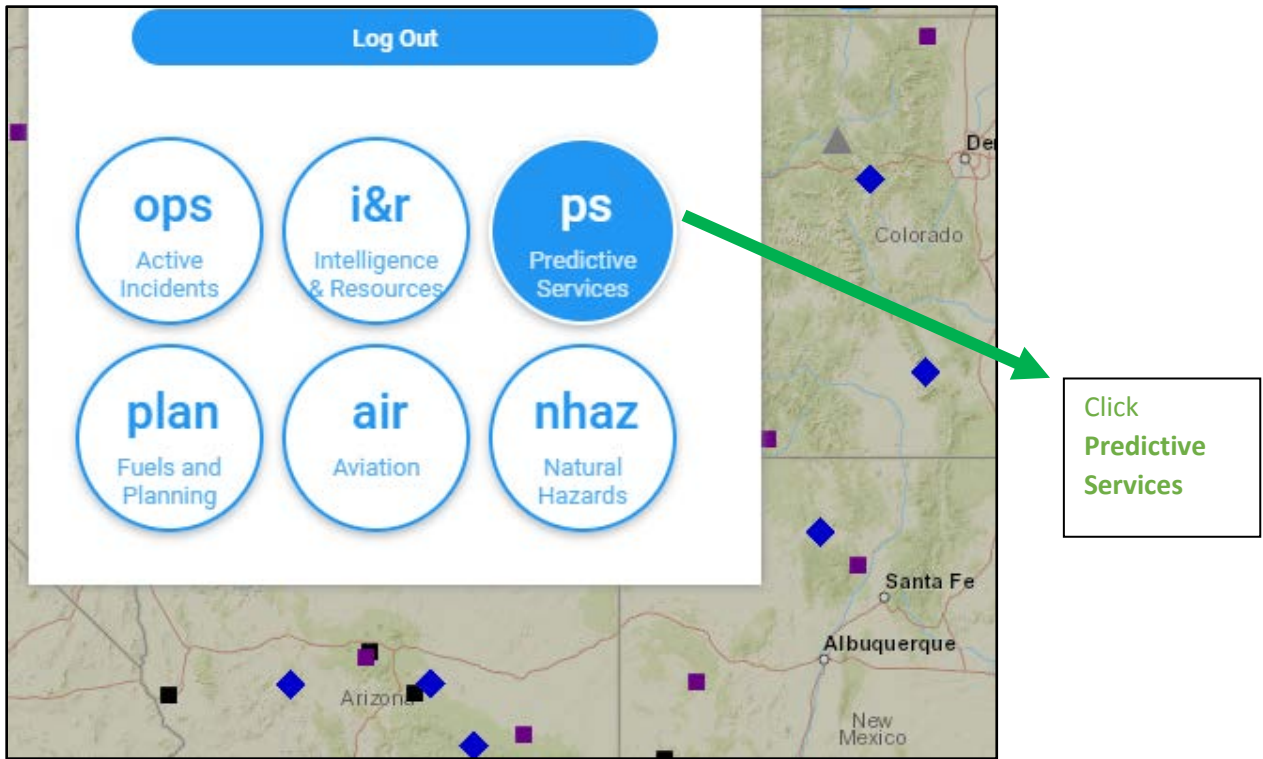 Log Out
ops
Active
Incidents
i&r
Intelligence
& Resources
ps
Predictive
Services
plan
Fuels and
Planning
air
Aviation
nhaz
Natural
Hazards
Click
Predictive
Services
Colorado
Santa Fe
Albuquerque
Arizona
New
Mexico